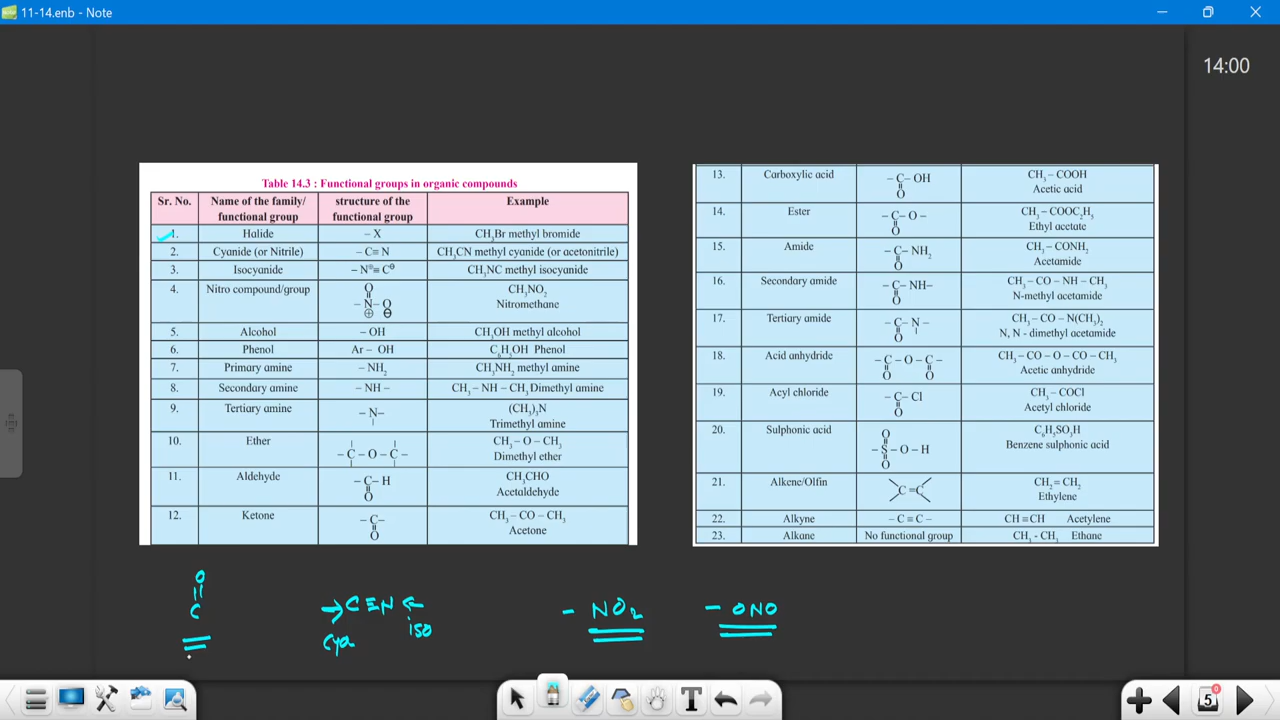 11-14.enb - Note
14:00
Table 14.3 : Functional groups in organic compounds
Sr. No. Name of the family/ functional group structure of the functional group Example
1. Halide – X CH₃Br methyl bromide
2. Cyanide (or Nitrile) – C≡ N CH₃CN methyl cyanide (or acetonitrile)
3. Isocyanide – N⊕≡ C⊖ CH₃NC methyl isocyanide
4. Nitro compound/group O
|| – N– O ⊕ ⊖ CH₃NO₂ Nitromethane
5. Alcohol – OH CH₃OH methyl alcohol
6. Phenol Ar – OH C₆H₅OH Phenol
7. Primary amine – NH₂ CH₃NH₂ methyl amine
8. Secondary amine – NH – CH₃ – NH – CH₃ Dimethyl amine
9. Tertiary amine – N– (CH₃)₃N
Trimethyl amine
10. Ether – C – O – C – CH₃ – O – CH₃
Dimethyl ether
11. Aldehyde – C – H CH₃CHO
O Acetaldehyde
12. Ketone – C– CH₃ – CO – CH₃
O Acetone
13. Carboxylic acid – C– OH CH₃ – COOH
O Acetic acid
14. Ester – C– O – CH₃ – COOC₂H₅
O Ethyl acetate
15. Amide – C– NH₂ CH₃ – CONH₂
O Acetamide
16. Secondary amide – C– NH– CH₃ – CO – NH – CH₃
O N-methyl acetamide
17. Tertiary amide – C– N – CH₃ – CO – N(CH₃)₂
O N, N - dimethyl acetamide
18. Acid anhydride – C – O – C – CH₃ – CO – O – CO – CH₃
O O Acetic anhydride
19. Acyl chloride – C– Cl CH₃ – COCl
O Acetyl chloride
20. Sulphonic acid O C₆H₅SO₃H
– S – O – H Benzene sulphonic acid
O
21. Alkene/Olfin C =C CH₂ = CH₂
Ethylene
22. Alkyne – C ≡ C – CH ≡ CH Acetylene
23. Alkane No functional group CH₃ - CH₃ Ethane
O
C
→C≡N←
Cya iso
– NO₂ – ONO
T
5
0